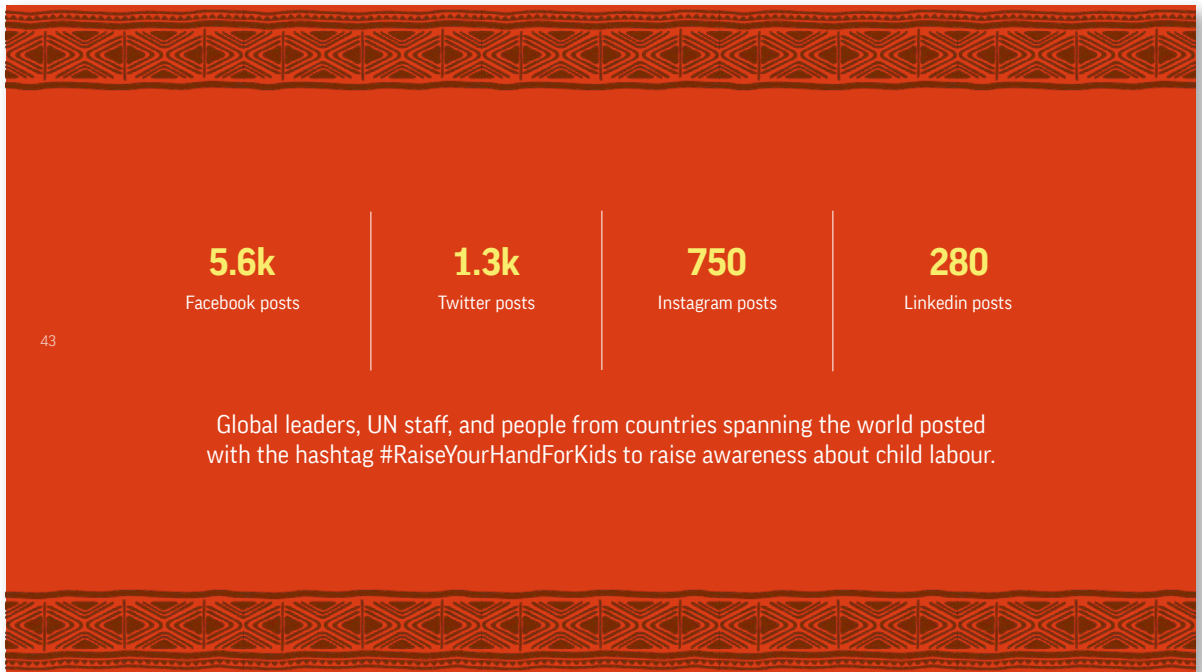 5.6k
Facebook posts
1.3k
Twitter posts
750
Instagram posts
280
Linkedin posts
43
Global leaders, UN staff, and people from countries spanning the world posted
with the hashtag #RaiseYourHandForKids to raise awareness about child labour.